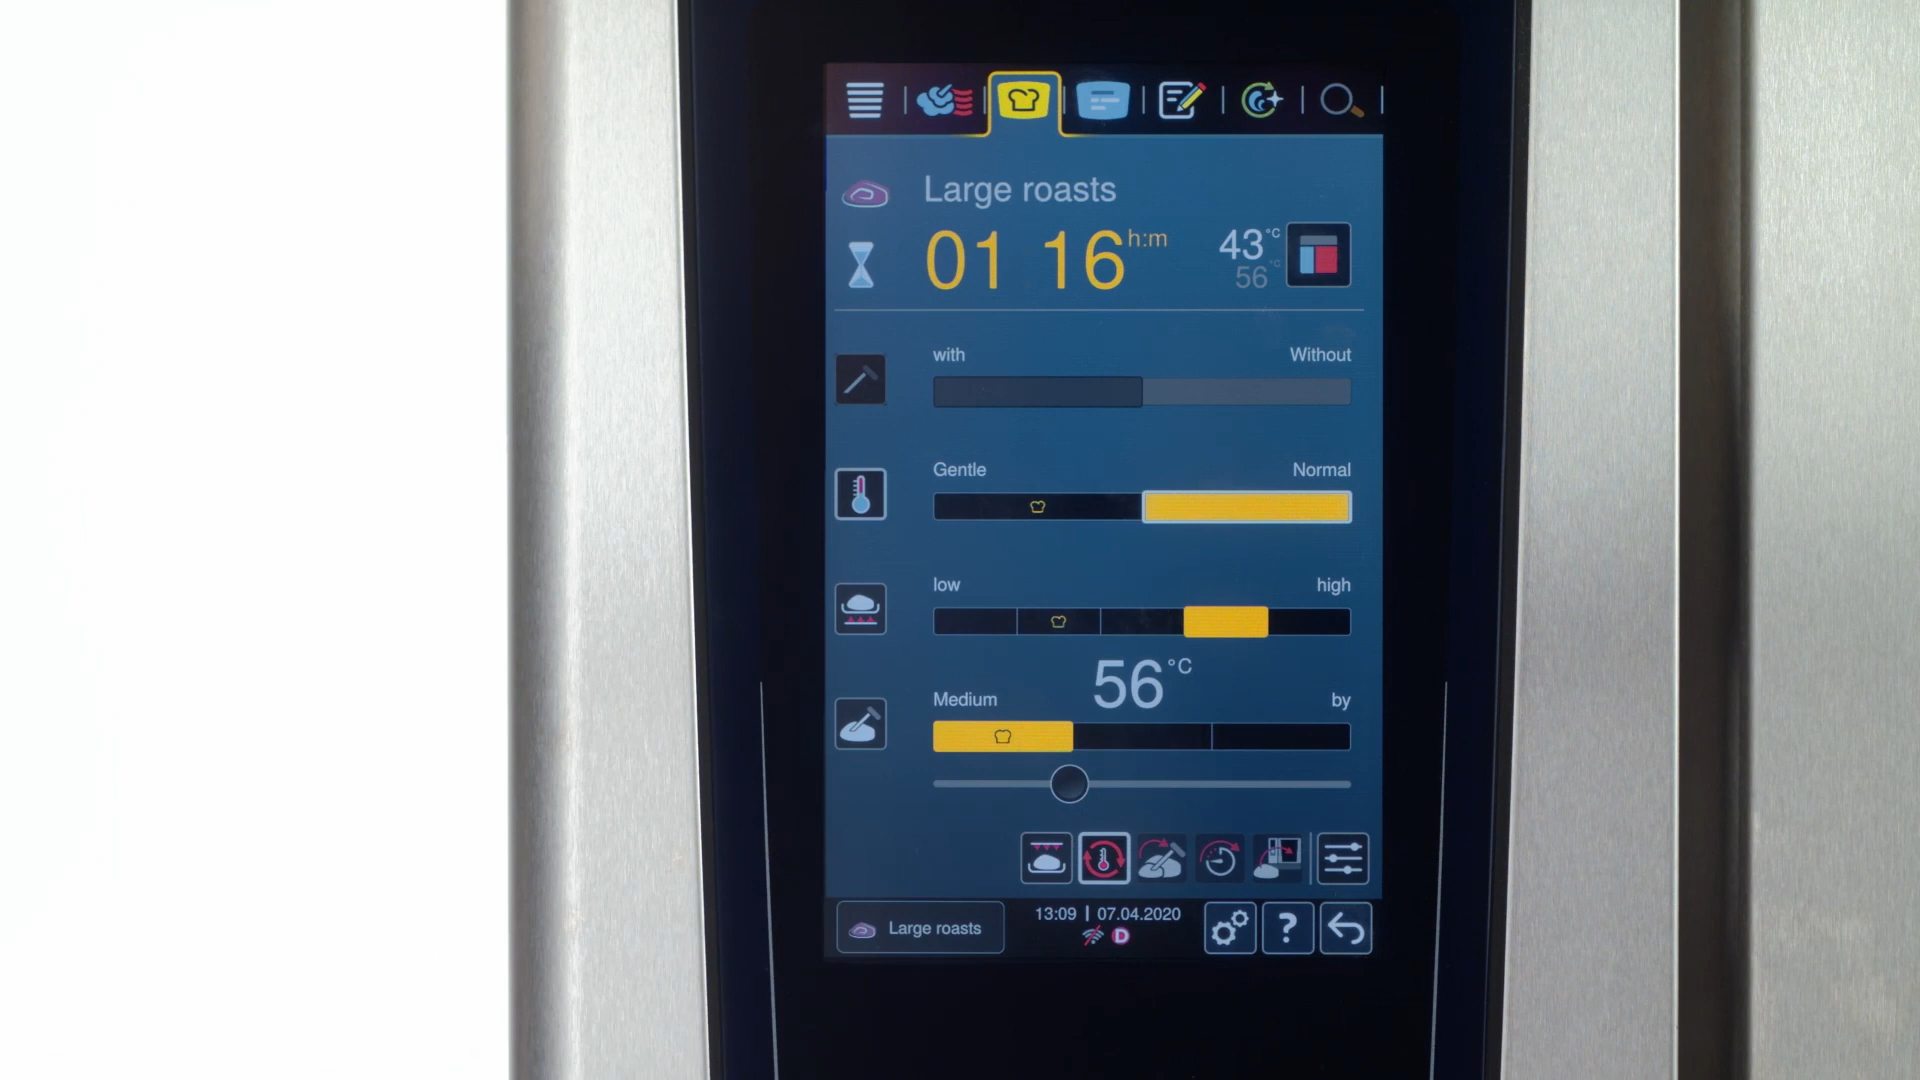 Large roasts
01 16 h:m
43 °C
56 °C
with Without
Gentle Normal
low high
56 °C
Medium by
Large roasts
13:09 | 07.04.2020
D
?